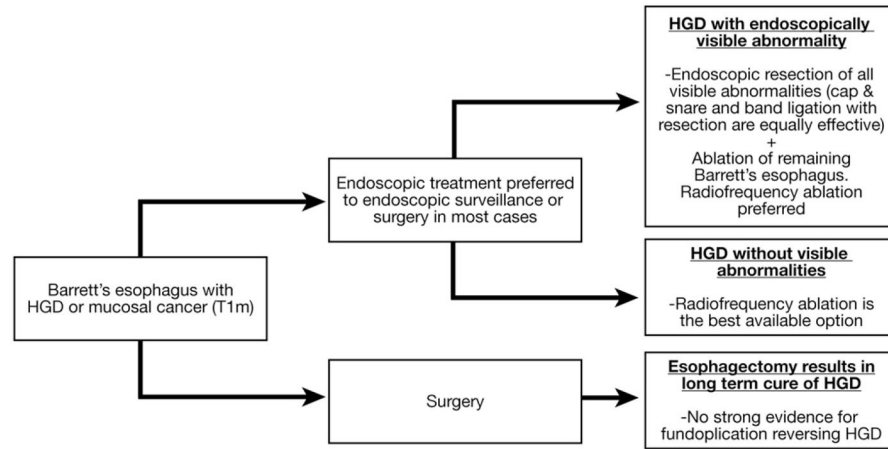 Barrett's esophagus with
HGD or mucosal cancer (T1m)
Endoscopic treatment preferred
to endoscopic surveillance or
surgery in most cases
HGD with endoscopically
visible abnormality
-Endoscopic resection of all
visible abnormalities (cap &
snare and band ligation with
resection are equally effective)
+
Ablation of remaining
Barrett's esophagus.
Radiofrequency ablation
preferred
HGD without visible
abnormalities
-Radiofrequency ablation is
the best available option
Surgery
Esophagectomy results in
long term cure of HGD
-No strong evidence for
fundoplication reversing HGD